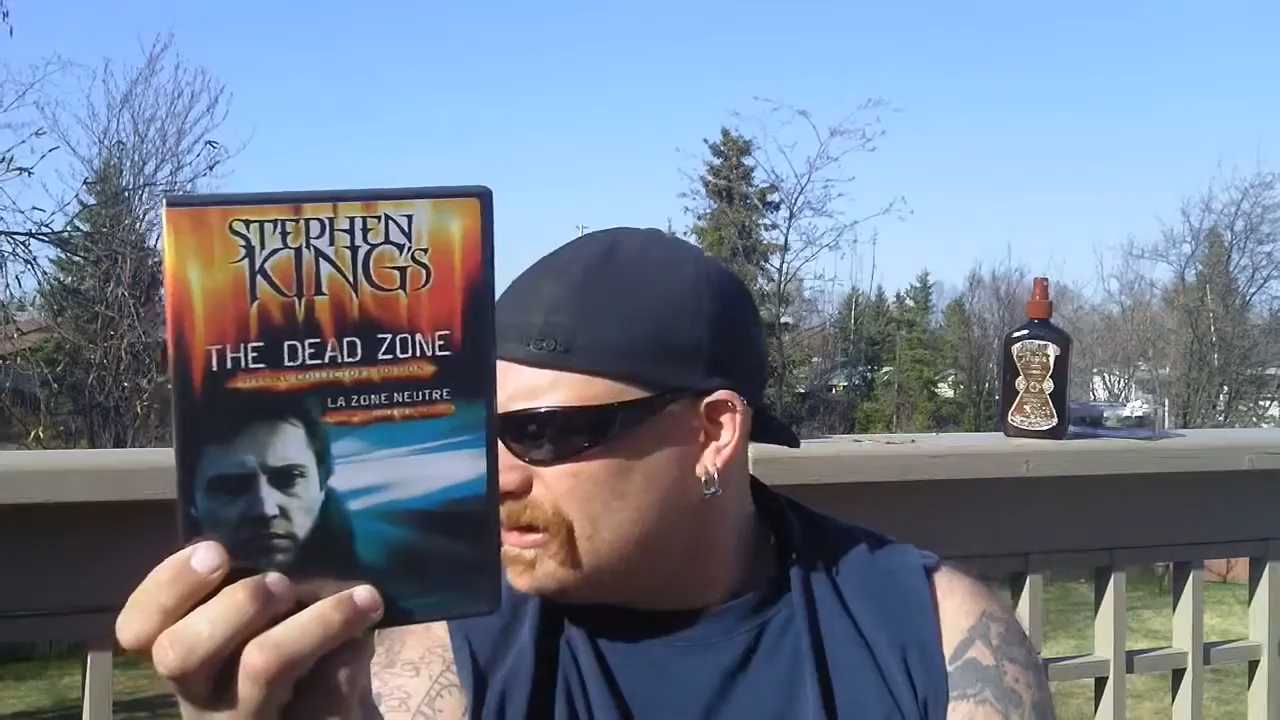 STEPHEN
KING'S
THE DEAD ZONE
SPECIAL COLLECTOR'S EDITION
LA ZONE NEUTRE